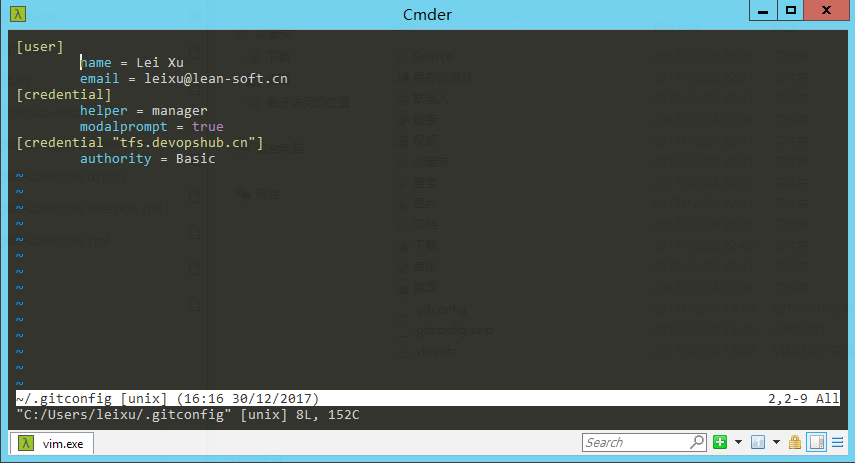 Cmder
[user]
name = Lei Xu
email = leixu@lean-soft.cn
[credential]
helper = manager
modalprompt = true
[credential "tfs.devopshub.cn"]
authority = Basic
~
~
~
~
~
~
~
~
~
~
~
~
~
~
~/.gitconfig [unix] (16:16 30/12/2017) 2,2-9 All
"C:/Users/leixu/.gitconfig" [unix] 8L, 152C
λ vim.exe
Search